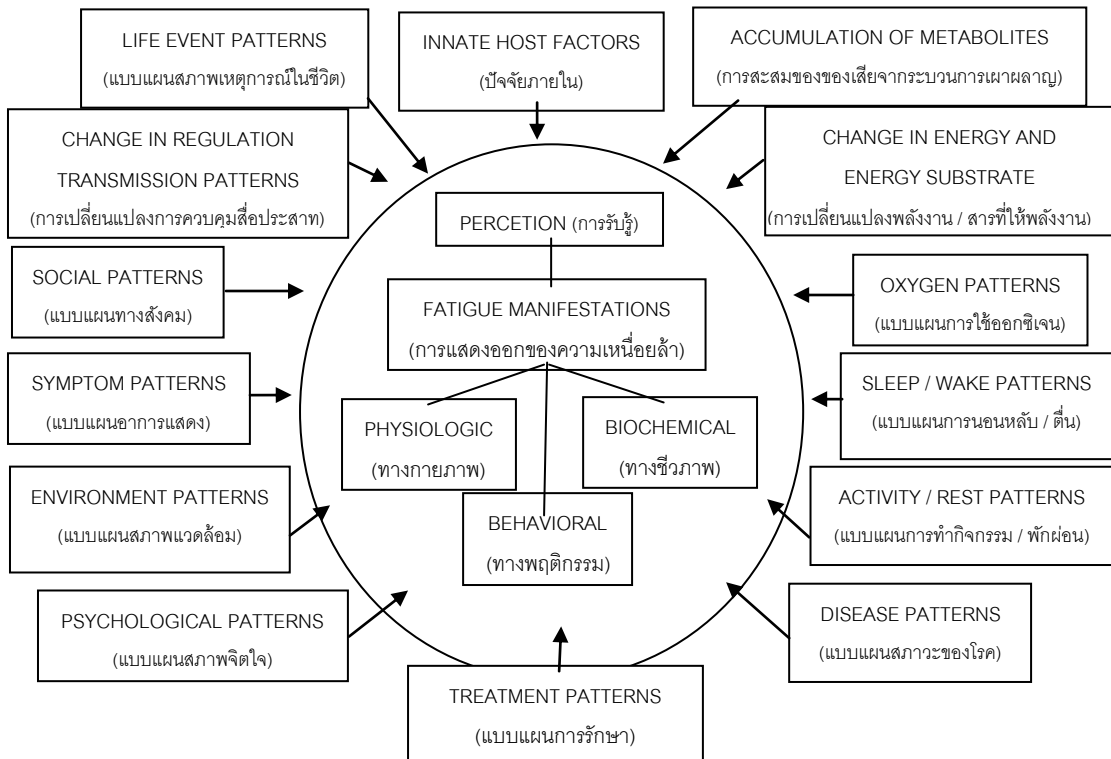 LIFE EVENT PATTERNS
(แบบแผนสภาพเหตุการณ์ในชีวิต)
INNATE HOST FACTORS
(ปัจจัยภายใน)
ACCUMULATION OF METABOLITES
(การสะสมของของเสียจากระบวนการเผาผลาญ)
CHANGE IN REGULATION
TRANSMISSION PATTERNS
(การเปลี่ยนแปลงการควบคุมสื่อประสาท)
CHANGE IN ENERGY AND
ENERGY SUBSTRATE
(การเปลี่ยนแปลงพลังงาน / สารที่ให้พลังงาน)
PERCETION (การรับรู้)
SOCIAL PATTERNS
(แบบแผนทางสังคม)
FATIGUE MANIFESTATIONS
(การแสดงออกของความเหนื่อยล้า)
OXYGEN PATTERNS
(แบบแผนการใช้ออกซิเจน)
SYMPTOM PATTERNS
(แบบแผนอาการแสดง)
PHYSIOLOGIC
(ทางกายภาพ)
BIOCHEMICAL
(ทางชีวภาพ)
SLEEP / WAKE PATTERNS
(แบบแผนการนอนหลับ / ตื่น)
ENVIRONMENT PATTERNS
(แบบแผนสภาพแวดล้อม)
BEHAVIORAL
(ทางพฤติกรรม)
ACTIVITY / REST PATTERNS
(แบบแผนการทำกิจกรรม / พักผ่อน)
PSYCHOLOGICAL PATTERNS
(แบบแผนสภาพจิตใจ)
DISEASE PATTERNS
(แบบแผนสภาวะของโรค)
TREATMENT PATTERNS
(แบบแผนการรักษา)